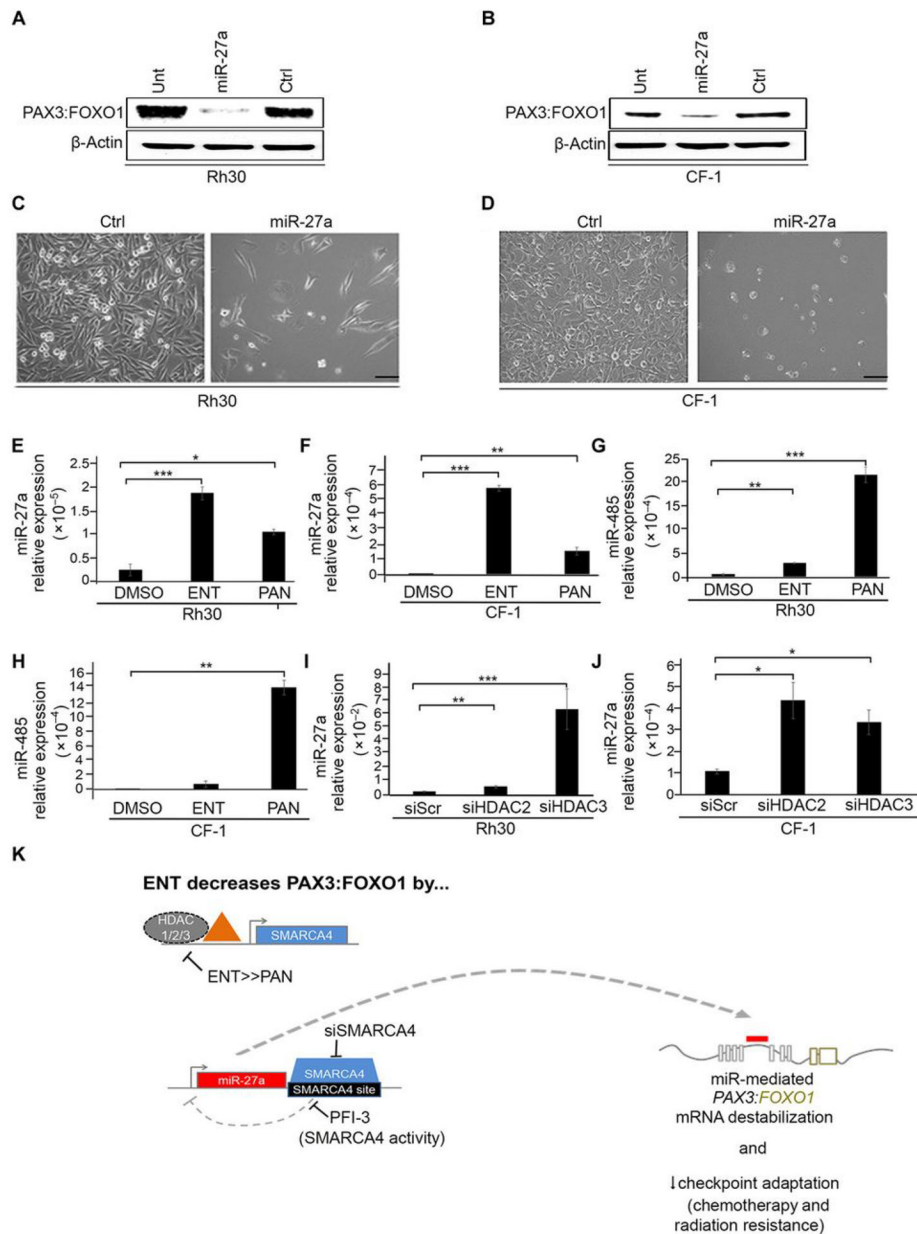 A
B
Unt
miR-27a
Ctrl
Unt
miR-27a
Ctrl
PAX3:FOXO1
β-Actin
Rh30
PAX3:FOXO1
β-Actin
CF-1
C
Ctrl
miR-27a
Rh30
D
Ctrl
miR-27a
CF-1
E
miR-27a
relative expression
(×10⁻⁵)
2.5
2
1.5
1
0.5
0
***
*
DMSO ENT PAN
Rh30
F
miR-27a
relative expression
(×10⁻⁴)
7
6
5
4
3
2
1
0
***
**
DMSO ENT PAN
CF-1
G
miR-485
relative expression
(×10⁻⁴)
25
20
15
10
5
0
**
***
DMSO ENT PAN
Rh30
H
miR-485
relative expression
(×10⁻⁴)
16
14
12
10
8
6
4
2
0
**
DMSO ENT PAN
CF-1
I
miR-27a
relative expression
(×10⁻²)
9
8
7
6
5
4
3
2
1
0
**
***
siScr siHDAC2 siHDAC3
Rh30
J
miR-27a
relative expression
(×10⁻⁴)
6
5
4
3
2
1
0
*
*
siScr siHDAC2 siHDAC3
CF-1
K
ENT decreases PAX3:FOXO1 by...
HDAC
1/2/3
SMARCA4
ENT>>PAN
siSMARCA4
miR-27a
SMARCA4
SMARCA4 site
PFI-3
(SMARCA4 activity)
miR-mediated
PAX3:FOXO1
mRNA destabilization
and
↓checkpoint adaptation
(chemotherapy and
radiation resistance)